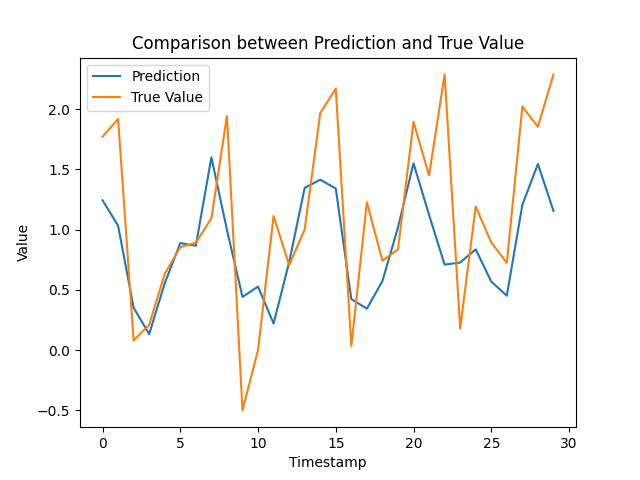 Comparison between Prediction and True Value
Prediction
True Value
2.0
1.5
1.0
0.5
0.0
−0.5
Value
0 5 10 15 20 25 30
Timestamp